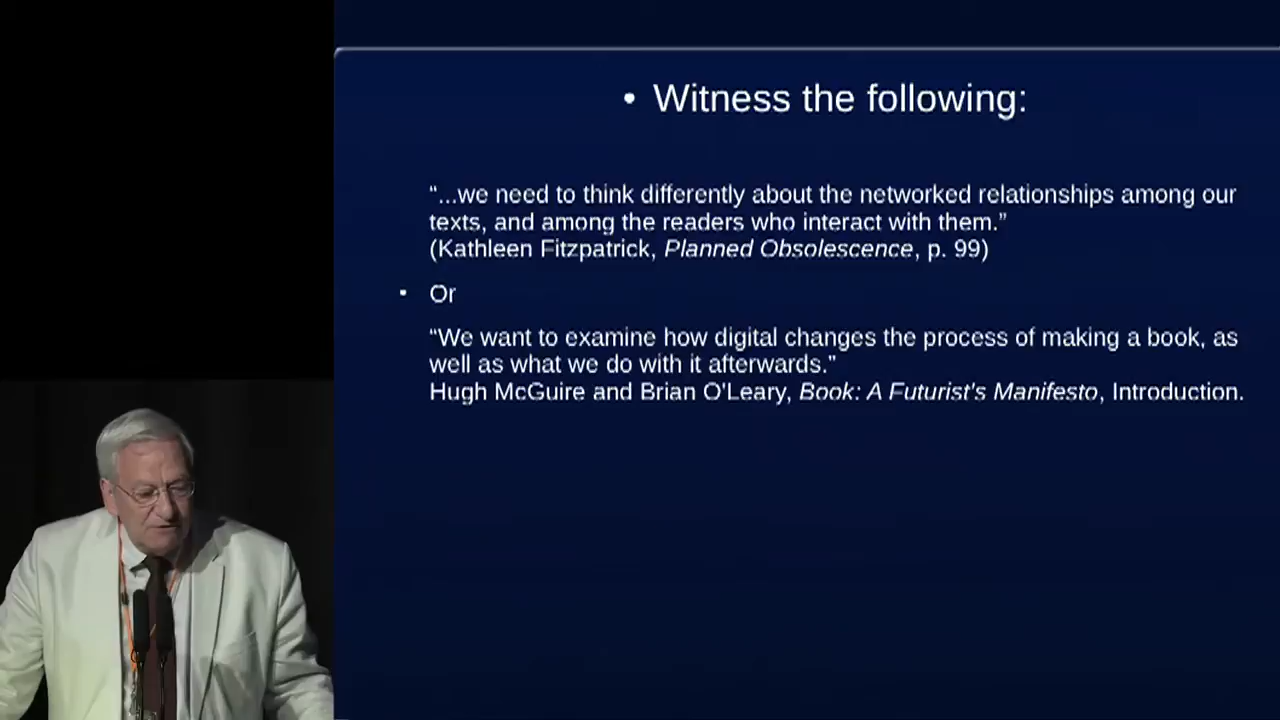 • Witness the following:
“...we need to think differently about the networked relationships among our
texts, and among the readers who interact with them.”
(Kathleen Fitzpatrick, Planned Obsolescence, p. 99)
▪ Or
“We want to examine how digital changes the process of making a book, as
well as what we do with it afterwards.”
Hugh McGuire and Brian O'Leary, Book: A Futurist's Manifesto, Introduction.